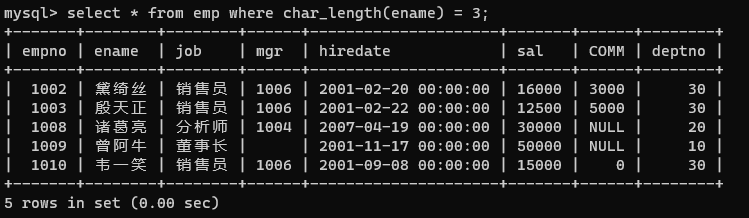 mysql> select * from emp where char_length(ename) = 3;
+-------+--------+--------+------+---------------------+-------+------+--------+
| empno | ename  | job    | mgr  | hiredate            | sal   | COMM | deptno |
+-------+--------+--------+------+---------------------+-------+------+--------+
|  1002 | 黛绮丝 | 销售员 | 1006 | 2001-02-20 00:00:00 | 16000 | 3000 |     30 |
|  1003 | 殷天正 | 销售员 | 1006 | 2001-02-22 00:00:00 | 12500 | 5000 |     30 |
|  1008 | 诸葛亮 | 分析师 | 1004 | 2007-04-19 00:00:00 | 30000 | NULL |     20 |
|  1009 | 曾阿牛 | 董事长 |      | 2001-11-17 00:00:00 | 50000 | NULL |     10 |
|  1010 | 韦一笑 | 销售员 | 1006 | 2001-09-08 00:00:00 | 15000 |    0 |     30 |
+-------+--------+--------+------+---------------------+-------+------+--------+
5 rows in set (0.00 sec)